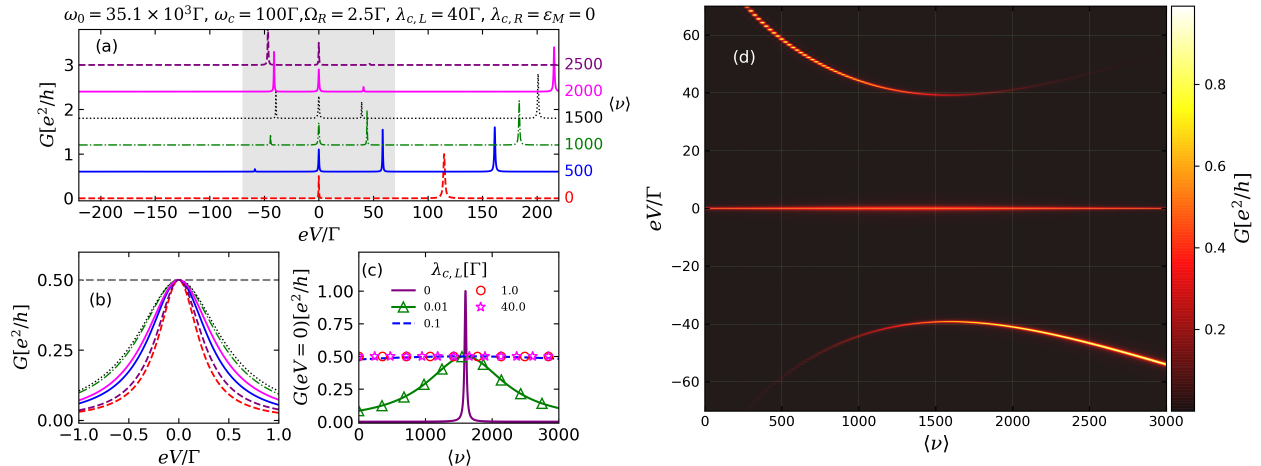 ω₀ = 35.1 × 10³Γ, ω_c = 100Γ,Ω_R = 2.5Γ, λ_{c,L} = 40Γ, λ_{c,R} = ε_M = 0
(a)
G[e²/h]
3
2
1
0
2500
2000
1500
1000
500
0
⟨ν⟩
−200 −150 −100 −50 0 50 100 150 200
eV/Γ
(b)
G[e²/h]
0.50
0.25
0.00
−1.0 −0.5 0.0 0.5 1.0
eV/Γ
(c)
λ_{c,L}[Γ]
0
0.01
0.1
1.0
40.0
G(eV = 0)[e²/h]
1.00
0.75
0.50
0.25
0.00
0 1000 2000 3000
⟨ν⟩
(d)
eV/Γ
60
40
20
0
−20
−40
−60
0 500 1000 1500 2000 2500 3000
⟨ν⟩
0.8
0.6
0.4
0.2
G[e²/h]